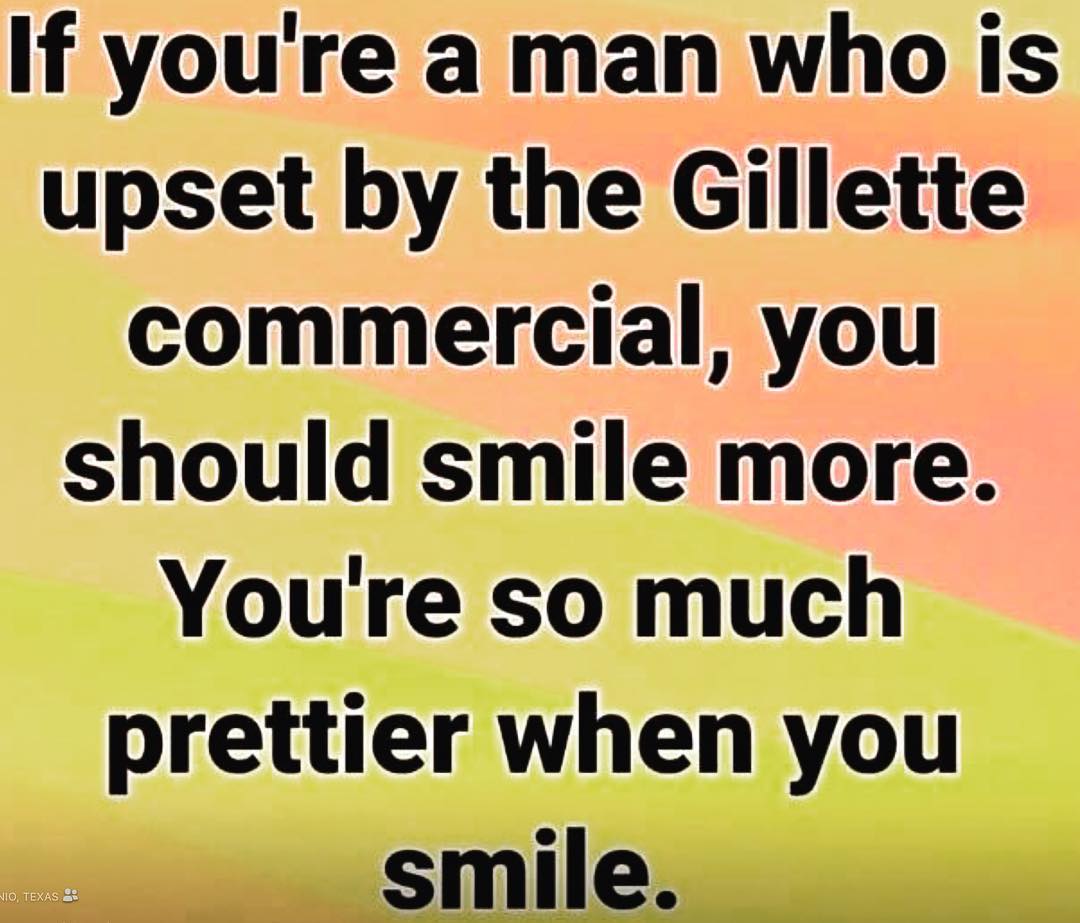 If you're a man who is
upset by the Gillette
commercial, you
should smile more.
You're so much
prettier when you
smile.
NIO, TEXAS